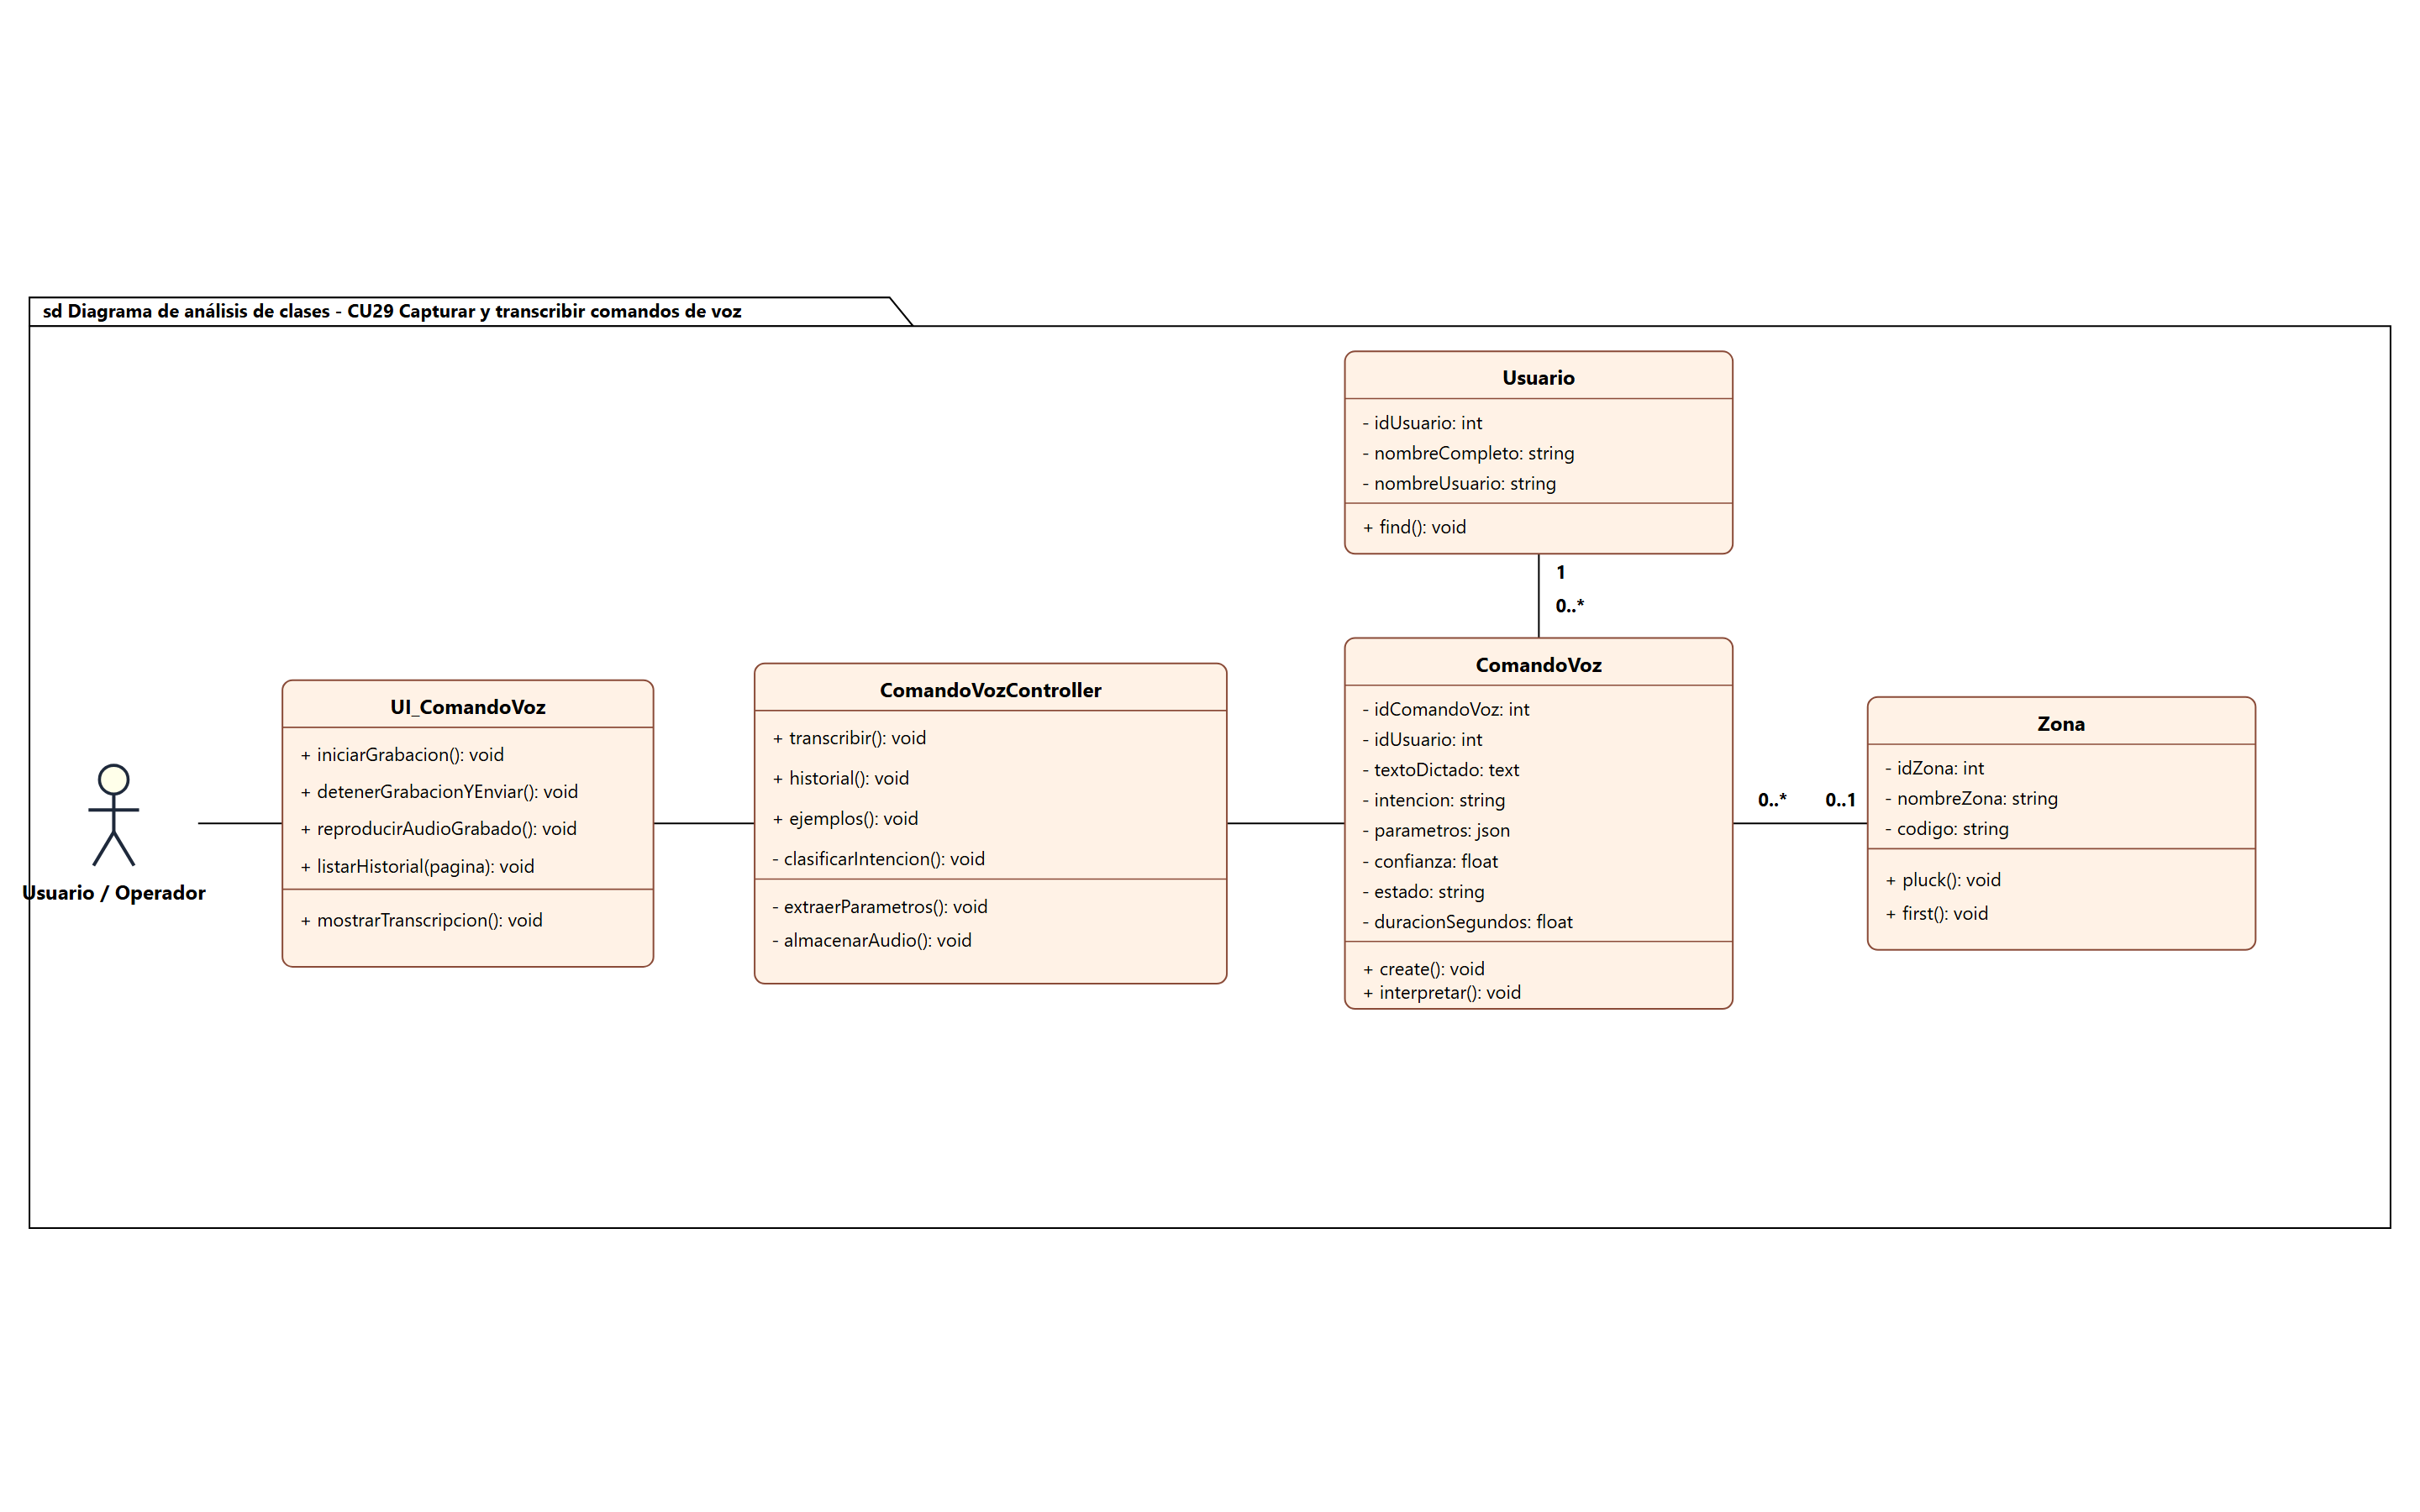 sd Diagrama de análisis de clases - CU29 Capturar y transcribir comandos de voz
Usuario / Operador
UI_ComandoVoz
+ iniciarGrabacion(): void
+ detenerGrabacionYEnviar(): void
+ reproducirAudioGrabado(): void
+ listarHistorial(pagina): void
+ mostrarTranscripcion(): void
ComandoVozController
+ transcribir(): void
+ historial(): void
+ ejemplos(): void
- clasificarIntencion(): void
- extraerParametros(): void
- almacenarAudio(): void
Usuario
- idUsuario: int
- nombreCompleto: string
- nombreUsuario: string
+ find(): void
1
0..*
ComandoVoz
- idComandoVoz: int
- idUsuario: int
- textoDictado: text
- intencion: string
- parametros: json
- confianza: float
- estado: string
- duracionSegundos: float
+ create(): void
+ interpretar(): void
0..* 0..1
Zona
- idZona: int
- nombreZona: string
- codigo: string
+ pluck(): void
+ first(): void